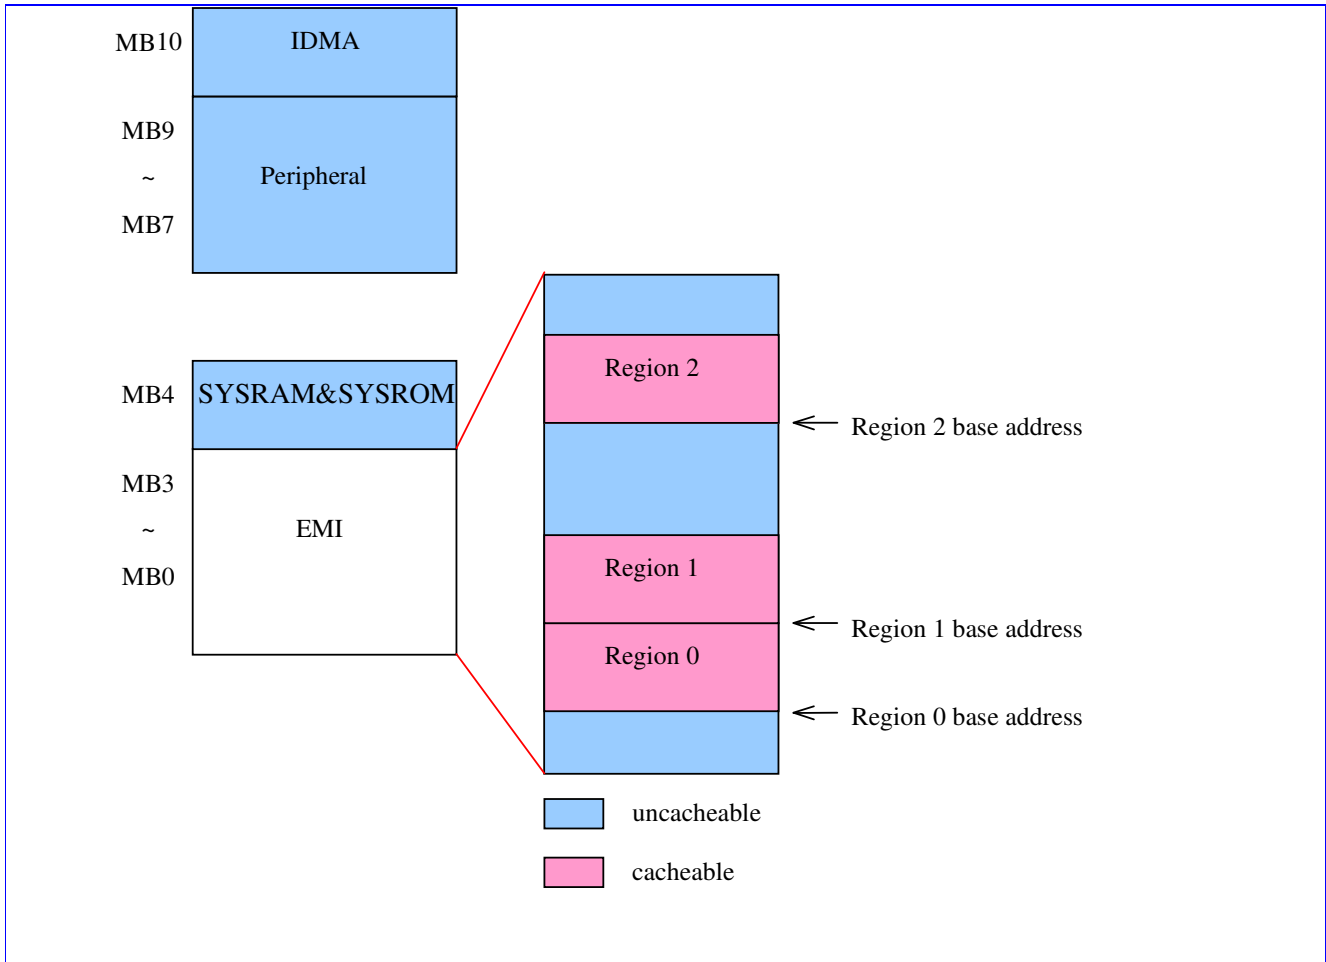 MB10
IDMA
MB9
~
MB7
Peripheral
MB4
SYSRAM&SYSROM
MB3
~
MB0
EMI
Region 2
Region 2 base address
Region 1
Region 1 base address
Region 0
Region 0 base address
uncacheable
cacheable